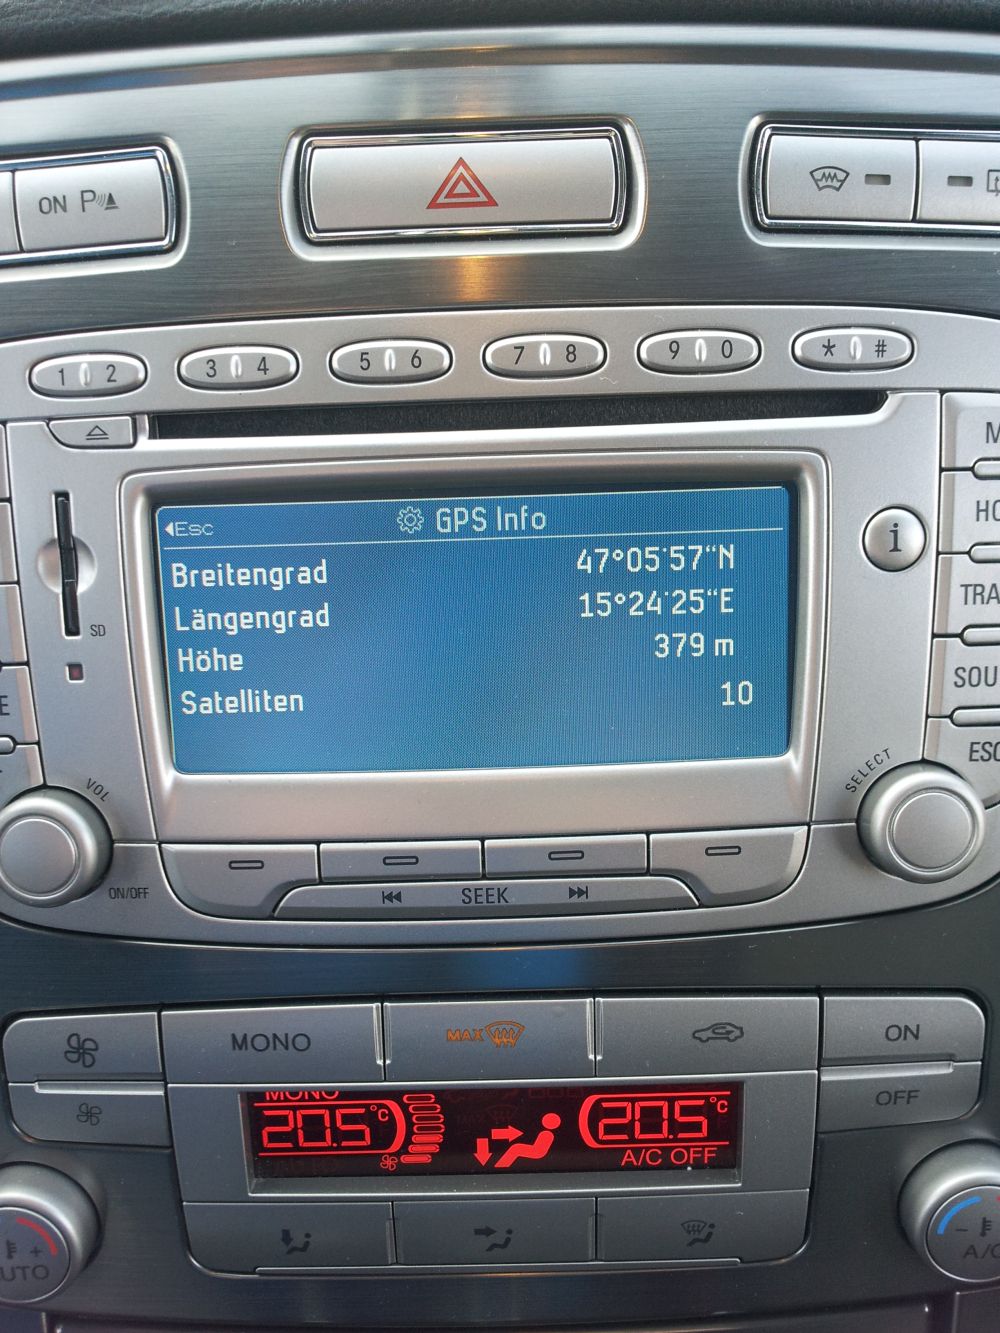 ON P
1 2
3 4
5 6
7 8
9 0
* #
SD
i
Esc GPS Info
Breitengrad 47°05'57"N
Längengrad 15°24'25"E
Höhe 379 m
Satelliten 10
VOL
SELECT
ON/OFF
SEEK
MONO
MAX
ON
OFF
MONO
20.5°C
20.5°C
A/C OFF
A/C